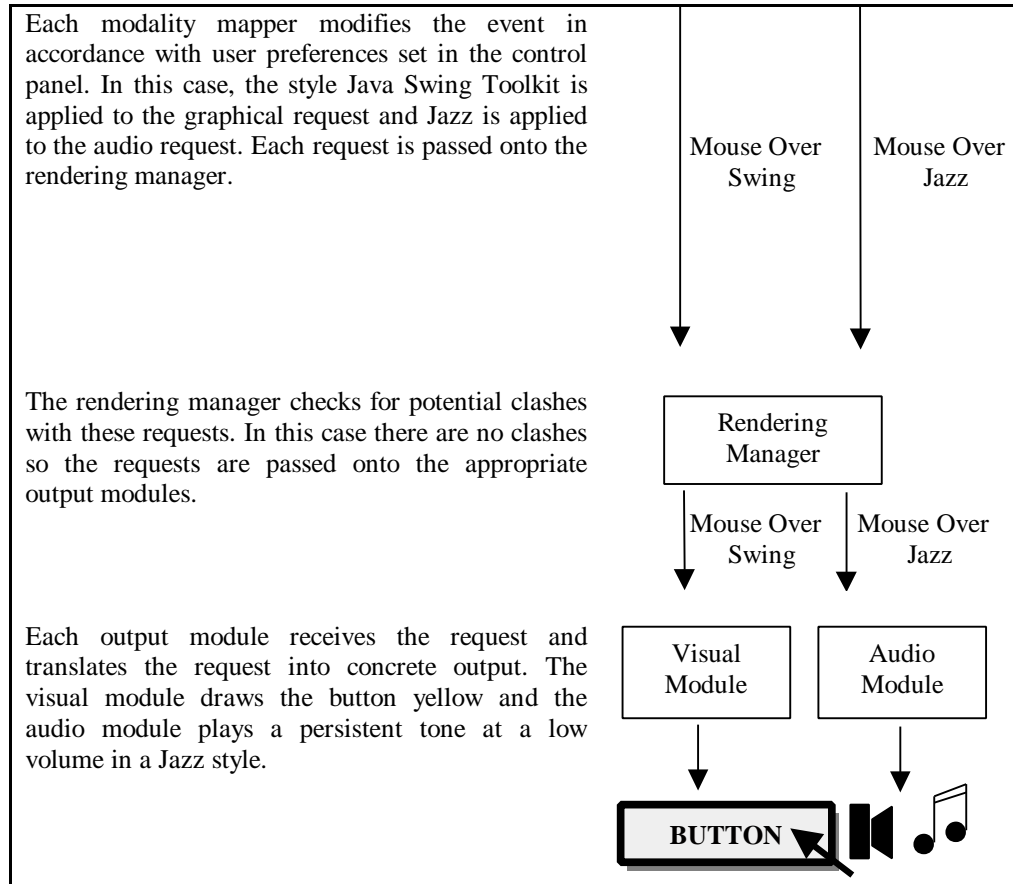 Each modality mapper modifies the event in
accordance with user preferences set in the control
panel. In this case, the style Java Swing Toolkit is
applied to the graphical request and Jazz is applied
to the audio request. Each request is passed onto the
rendering manager.
Mouse Over
Swing
Mouse Over
Jazz
The rendering manager checks for potential clashes
with these requests. In this case there are no clashes
so the requests are passed onto the appropriate
output modules.
Rendering
Manager
Mouse Over
Swing
Mouse Over
Jazz
Each output module receives the request and
translates the request into concrete output. The
visual module draws the button yellow and the
audio module plays a persistent tone at a low
volume in a Jazz style.
Visual
Module
Audio
Module
BUTTON